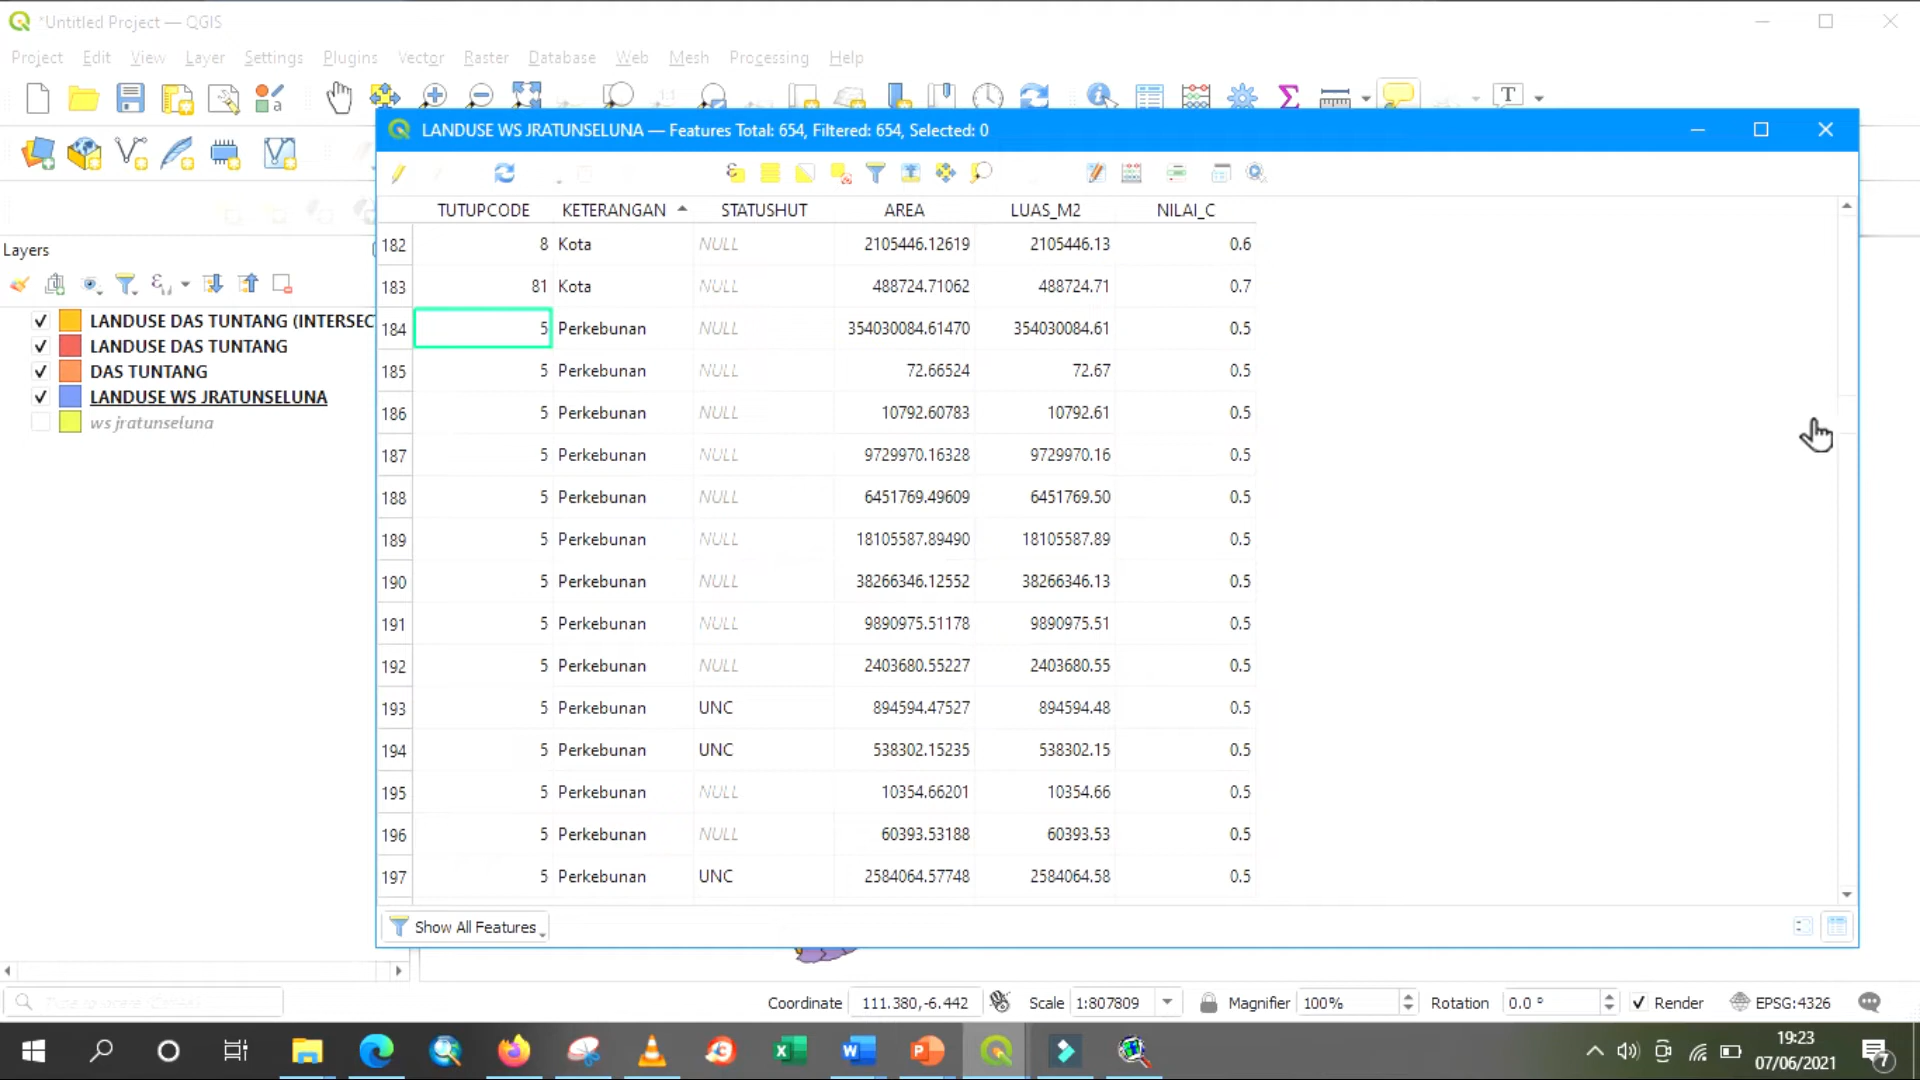 *Untitled Project — QGIS
Project Edit View Layer Settings Plugins Vector Raster Database Web Mesh Processing Help
LANDUSE WS JRATUNSELUNA — Features Total: 654, Filtered: 654, Selected: 0
TUTUPCODE KETERANGAN STATUSHUT AREA LUAS_M2 NILAI_C
182 8 Kota NULL 2105446.12619 2105446.13 0.6
183 81 Kota NULL 488724.71062 488724.71 0.7
184 5 Perkebunan NULL 354030084.61470 354030084.61 0.5
185 5 Perkebunan NULL 72.66524 72.67 0.5
186 5 Perkebunan NULL 10792.60783 10792.61 0.5
187 5 Perkebunan NULL 9729970.16328 9729970.16 0.5
188 5 Perkebunan NULL 6451769.49609 6451769.50 0.5
189 5 Perkebunan NULL 18105587.89490 18105587.89 0.5
190 5 Perkebunan NULL 38266346.12552 38266346.13 0.5
191 5 Perkebunan NULL 9890975.51178 9890975.51 0.5
192 5 Perkebunan NULL 2403680.55227 2403680.55 0.5
193 5 Perkebunan UNC 894594.47527 894594.48 0.5
194 5 Perkebunan UNC 538302.15235 538302.15 0.5
195 5 Perkebunan NULL 10354.66201 10354.66 0.5
196 5 Perkebunan NULL 60393.53188 60393.53 0.5
197 5 Perkebunan UNC 2584064.57748 2584064.58 0.5
Show All Features
Layers
LANDUSE DAS TUNTANG (INTERSEC
LANDUSE DAS TUNTANG
DAS TUNTANG
LANDUSE WS JRATUNSELUNA
ws jratunseluna
Coordinate 111.380,-6.442 Scale 1:807809 Magnifier 100% Rotation 0.0 ° Render EPSG:4326
19:23
07/06/2021
7